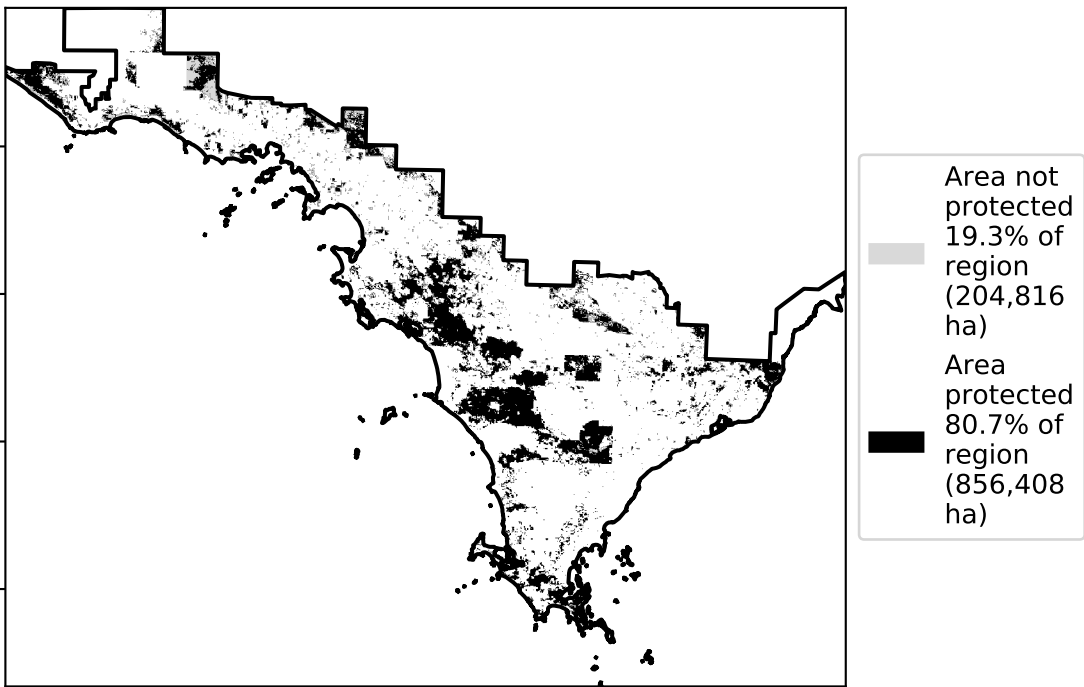 Area not
protected
19.3% of
region
(204,816
ha)
Area
protected
80.7% of
region
(856,408
ha)